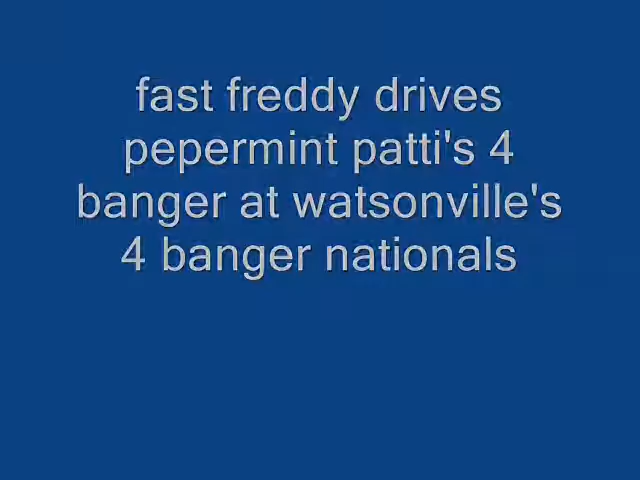 fast freddy drives
pepermint patti's 4
banger at watsonville's
4 banger nationals